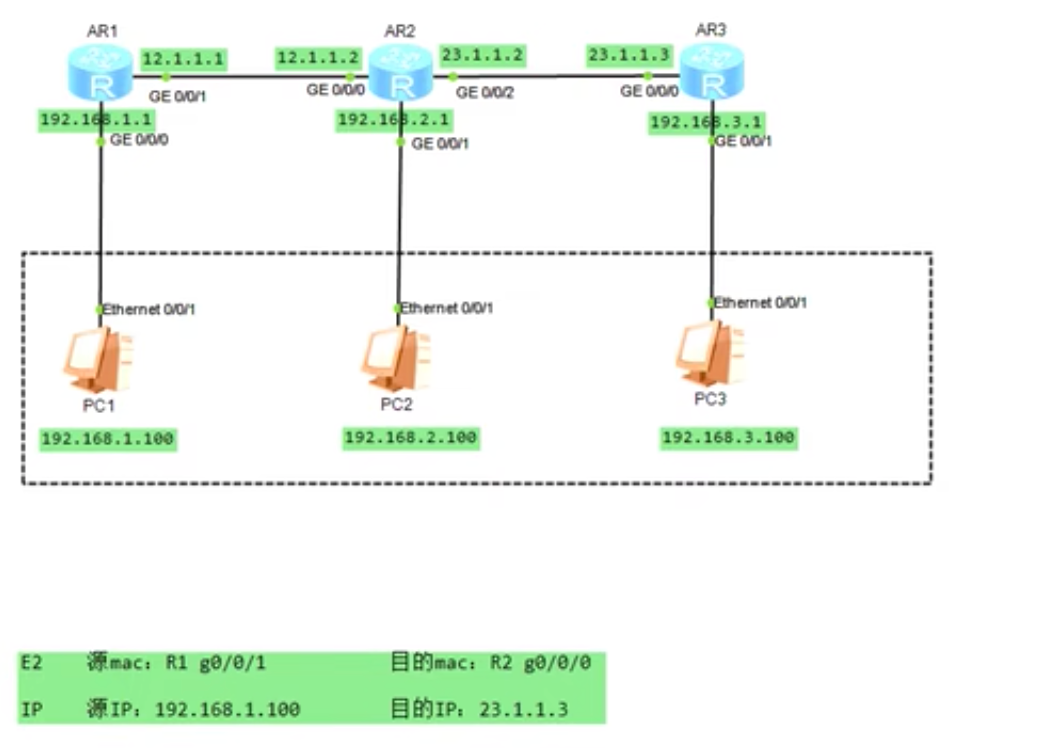 AR1 AR2 AR3
12.1.1.1 12.1.1.2 23.1.1.2 23.1.1.3
GE 0/0/1 GE 0/0/0 GE 0/0/2 GE 0/0/0
192.168.1.1 192.168.2.1 192.168.3.1
GE 0/0/0 GE 0/0/1 GE 0/0/1
Ethernet 0/0/1 Ethernet 0/0/1 Ethernet 0/0/1
PC1 PC2 PC3
192.168.1.100 192.168.2.100 192.168.3.100
E2 源mac: R1 g0/0/1 目的mac: R2 g0/0/0
IP 源IP: 192.168.1.100 目的IP: 23.1.1.3